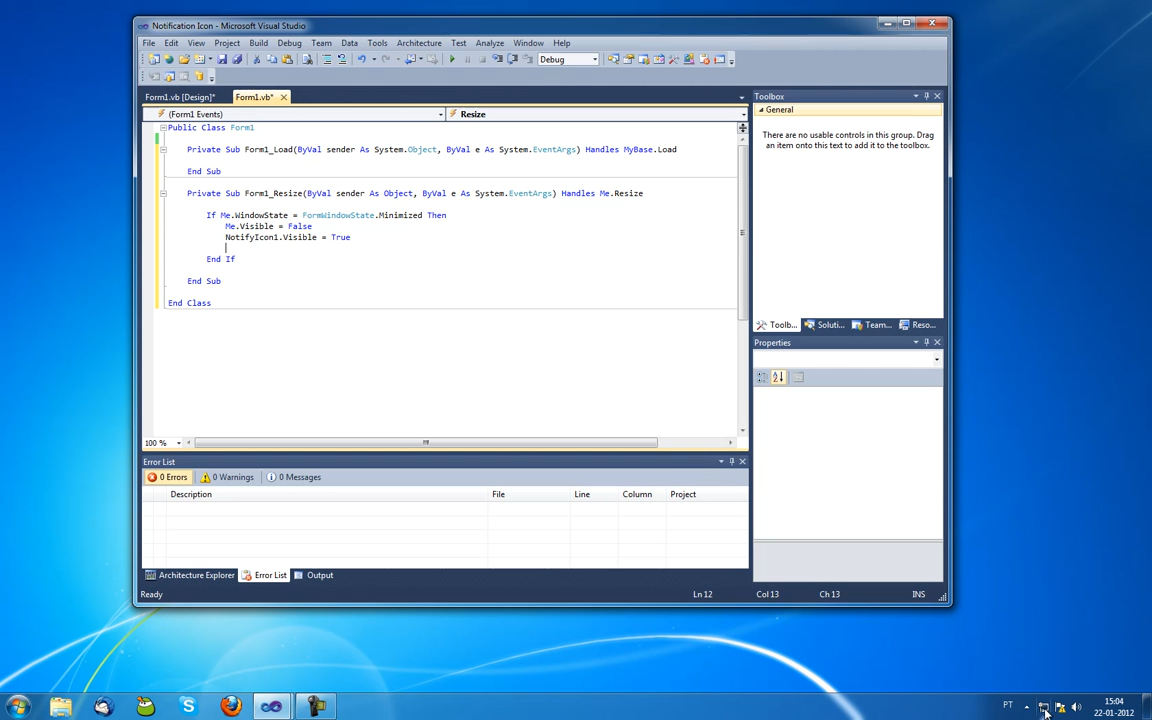 Notification Icon - Microsoft Visual Studio
File Edit View Project Build Debug Team Data Tools Architecture Test Analyze Window Help
Debug
Form1.vb [Design]* Form1.vb*
(Form1 Events) Resize
Public Class Form1
Private Sub Form1_Load(ByVal sender As System.Object, ByVal e As System.EventArgs) Handles MyBase.Load
End Sub
Private Sub Form1_Resize(ByVal sender As Object, ByVal e As System.EventArgs) Handles Me.Resize
If Me.WindowState = FormWindowState.Minimized Then
Me.Visible = False
NotifyIcon1.Visible = True
End If
End Sub
End Class
100 %
Toolbox
General
There are no usable controls in this group. Drag
an item onto this text to add it to the toolbox.
Toolb... Soluti... Team... Reso...
Properties
Error List
0 Errors 0 Warnings 0 Messages
Description File Line Column Project
Architecture Explorer Error List Output
Ready Ln 12 Col 13 Ch 13 INS
PT
15:04
22-01-2012